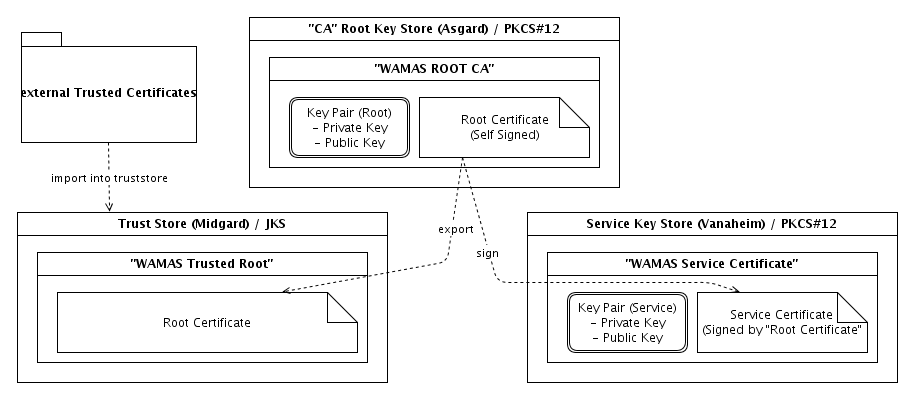 "CA" Root Key Store (Asgard) / PKCS#12
"WAMAS ROOT CA"
Key Pair (Root)
- Private Key
- Public Key
Root Certificate
(Self Signed)
external Trusted Certificates
import into truststore
export
sign
Trust Store (Midgard) / JKS
"WAMAS Trusted Root"
Root Certificate
Service Key Store (Vanaheim) / PKCS#12
"WAMAS Service Certificate"
Key Pair (Service)
- Private Key
- Public Key
Service Certificate
(Signed by "Root Certificate"